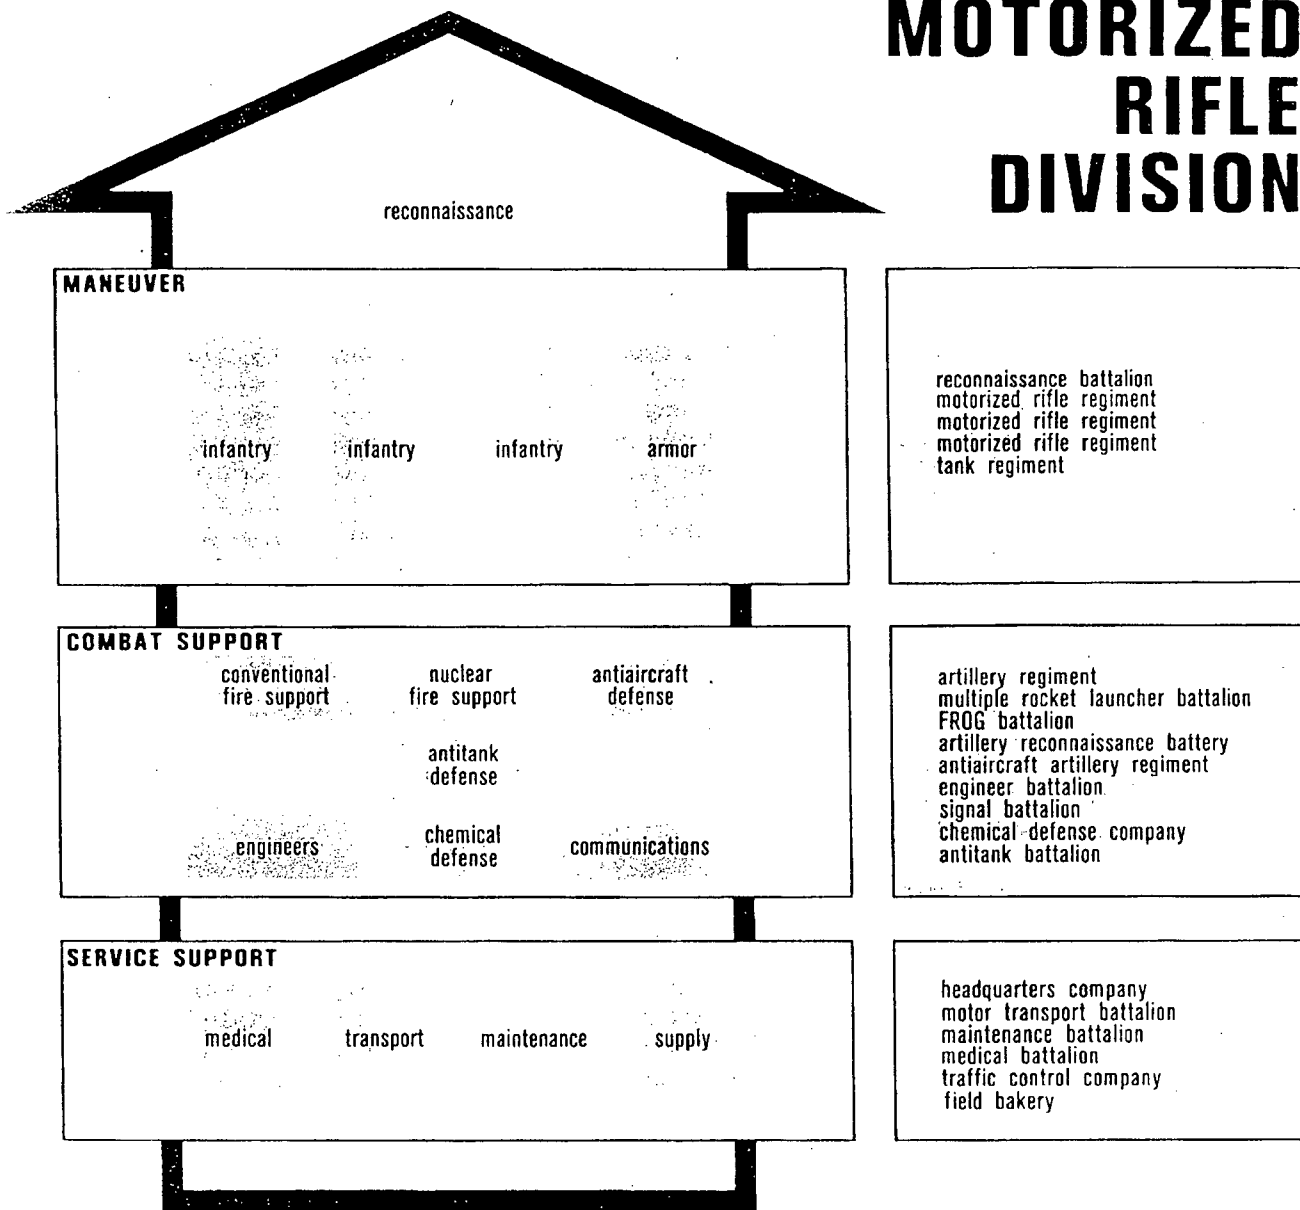 MOTORIZED
RIFLE
DIVISION
reconnaissance
MANEUVER
infantry infantry infantry armor
reconnaissance battalion
motorized rifle regiment
motorized rifle regiment
motorized rifle regiment
tank regiment
COMBAT SUPPORT
conventional
fire support
nuclear
fire support
antiaircraft
defense
antitank
defense
engineers
chemical
defense
communications
artillery regiment
multiple rocket launcher battalion
FROG battalion
artillery reconnaissance battery
antiaircraft artillery regiment
engineer battalion
signal battalion
chemical defense company
antitank battalion
SERVICE SUPPORT
medical transport maintenance supply
headquarters company
motor transport battalion
maintenance battalion
medical battalion
traffic control company
field bakery